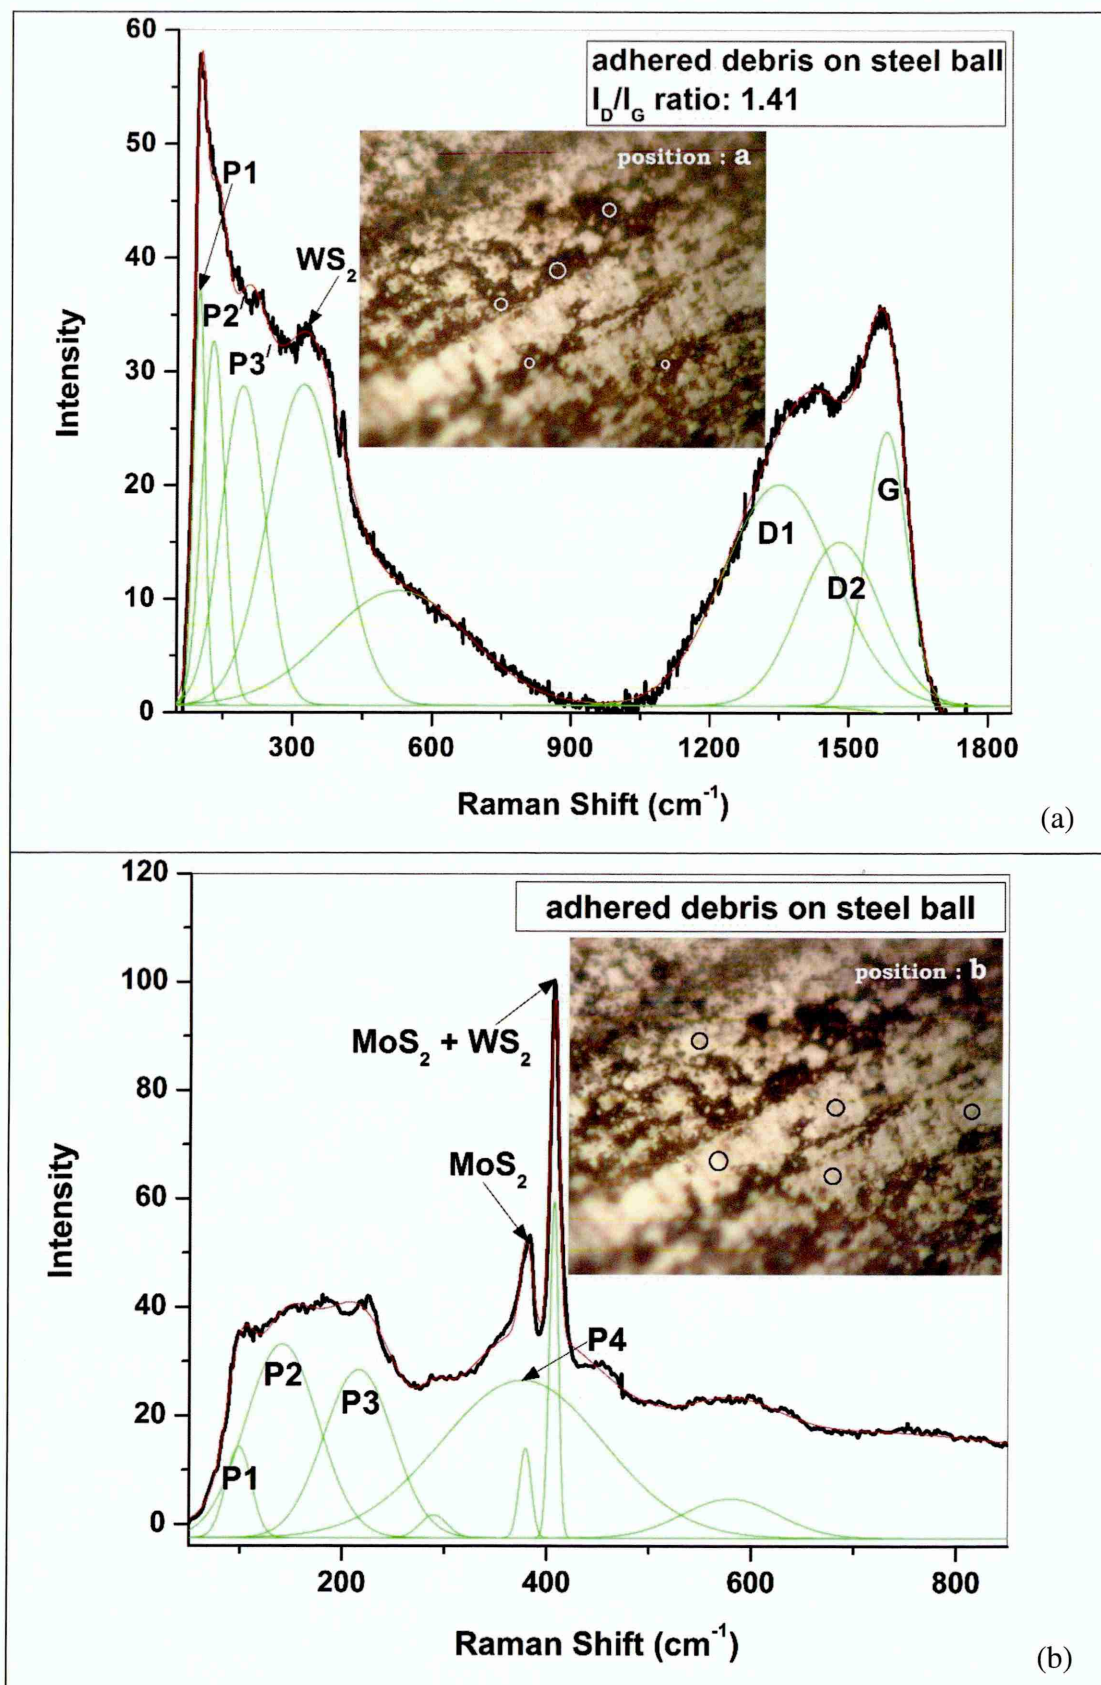 60
50
40
30
20
10
0
Intensity
adhered debris on steel ball
I_D/I_G ratio: 1.41
position : a
P1
P2
P3
WS₂
D1
D2
G
300 600 900 1200 1500 1800
Raman Shift (cm⁻¹)
(a)
120
100
80
60
40
20
0
Intensity
adhered debris on steel ball
position : b
MoS₂ + WS₂
MoS₂
P4
P2
P3
P1
200 400 600 800
Raman Shift (cm⁻¹)
(b)